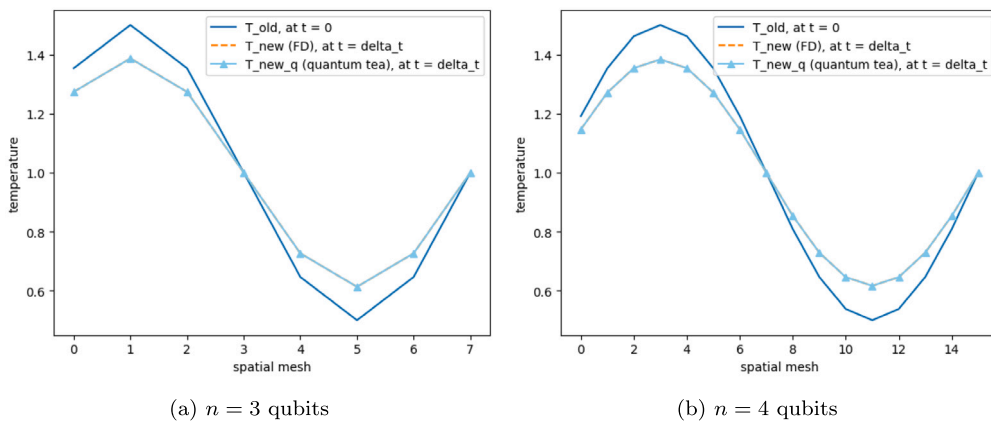 T_old, at t = 0
T_new (FD), at t = delta_t
T_new_q (quantum tea), at t = delta_t
1.4
1.2
1.0
0.8
0.6
temperature
0 1 2 3 4 5 6 7
spatial mesh
(a) n = 3 qubits
T_old, at t = 0
T_new (FD), at t = delta_t
T_new_q (quantum tea), at t = delta_t
1.4
1.2
1.0
0.8
0.6
temperature
0 2 4 6 8 10 12 14
spatial mesh
(b) n = 4 qubits